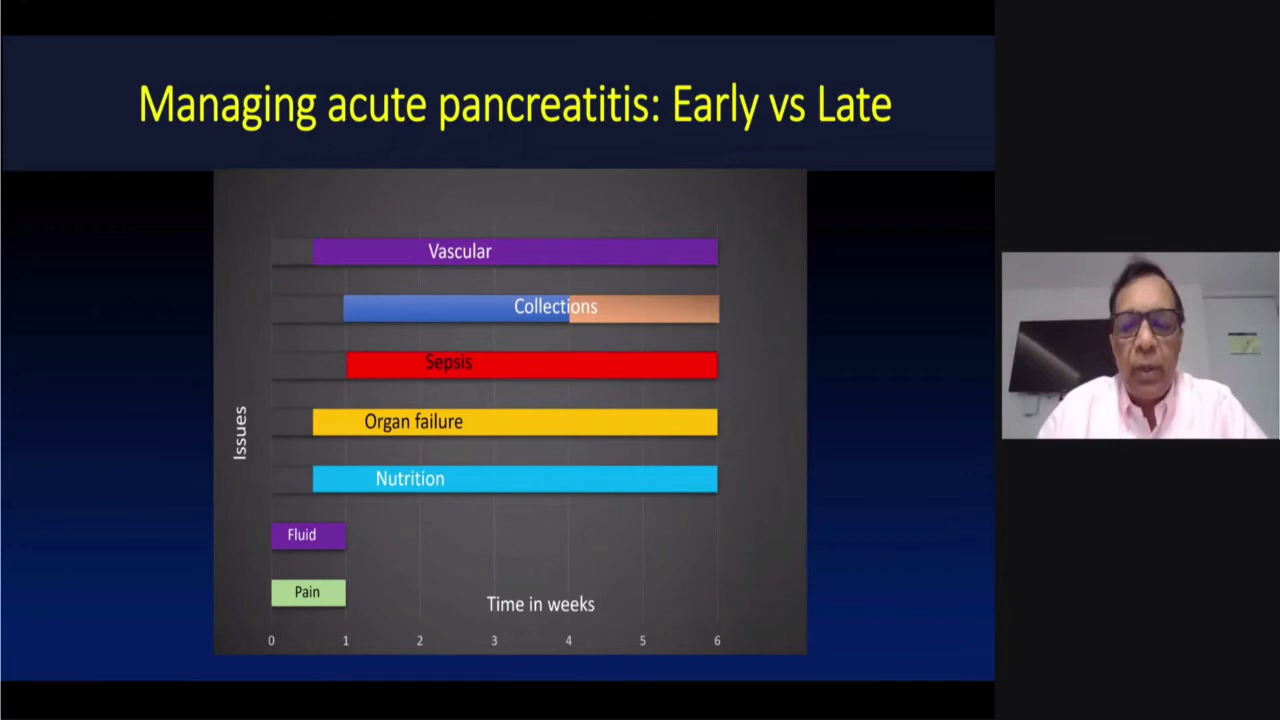 Managing acute pancreatitis: Early vs Late
Vascular
Collections
Sepsis
Organ failure
Nutrition
Fluid
Pain
Issues
Time in weeks
0 1 2 3 4 5 6